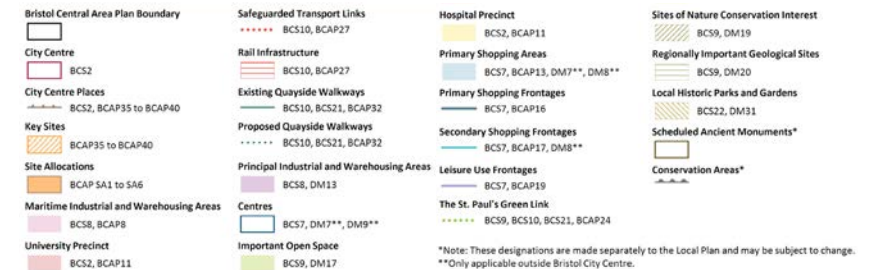 Bristol Central Area Plan Boundary
City Centre
BCS2
City Centre Places
BCS2, BCAP35 to BCAP40
Key Sites
BCAP35 to BCAP40
Site Allocations
BCAP SA1 to SA6
Maritime Industrial and Warehousing Areas
BCS8, BCAP8
University Precinct
BCS2, BCAP11
Safeguarded Transport Links
BCS10, BCAP27
Rail Infrastructure
BCS10, BCAP27
Existing Quayside Walkways
BCS10, BCS21, BCAP32
Proposed Quayside Walkways
BCS10, BCS21, BCAP32
Principal Industrial and Warehousing Areas
BCS8, DM13
Centres
BCS7, DM7**, DM9**
Important Open Space
BCS9, DM17
Hospital Precinct
BCS2, BCAP11
Primary Shopping Areas
BCS7, BCAP13, DM7**, DM8**
Primary Shopping Frontages
BCS7, BCAP16
Secondary Shopping Frontages
BCS7, BCAP17, DM8**
Leisure Use Frontages
BCS7, BCAP19
The St. Paul's Green Link
BCS9, BCS10, BCS21, BCAP24
Sites of Nature Conservation Interest
BCS9, DM19
Regionally Important Geological Sites
BCS9, DM20
Local Historic Parks and Gardens
BCS22, DM31
Scheduled Ancient Monuments*
Conservation Areas*
*Note: These designations are made separately to the Local Plan and may be subject to change.
**Only applicable outside Bristol City Centre.